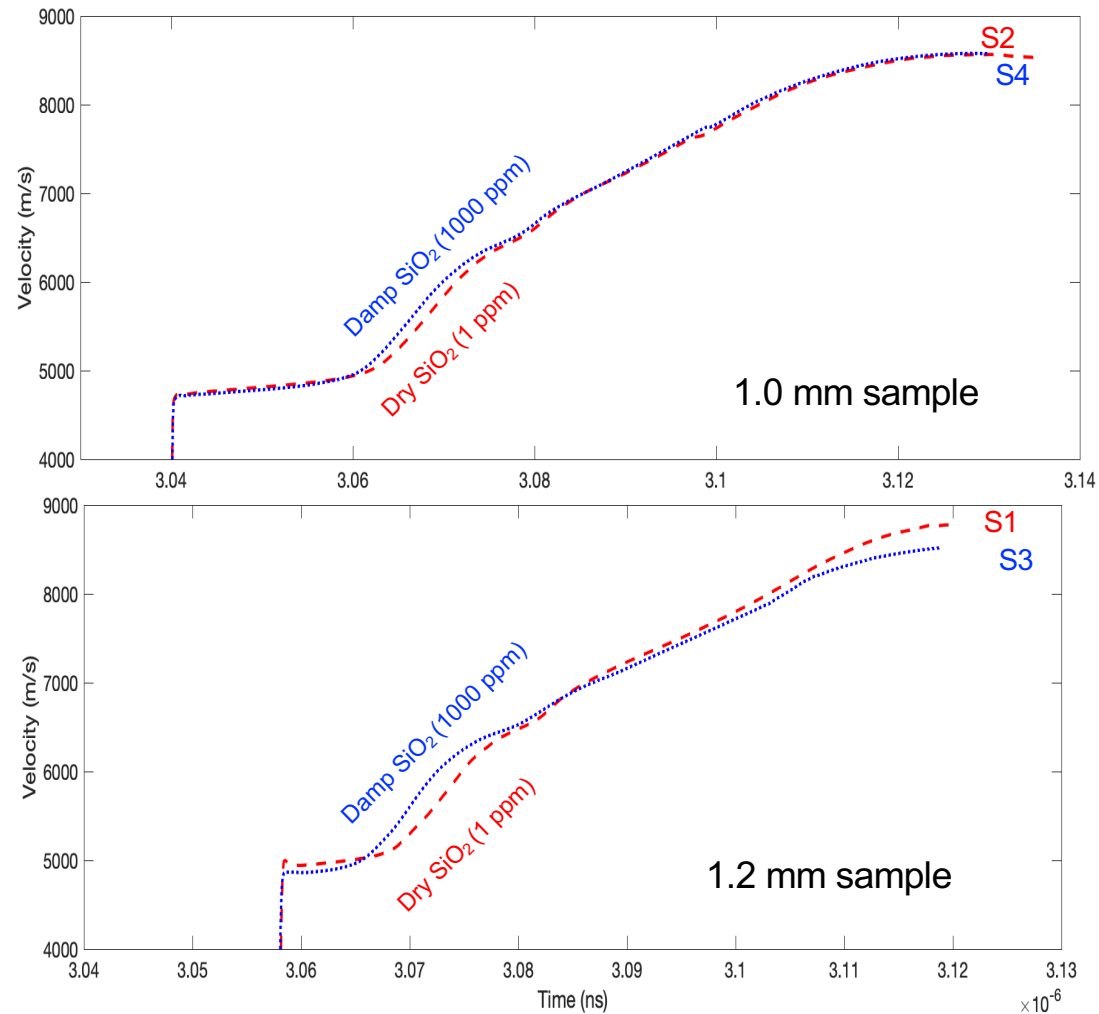 9000
8000
7000
6000
5000
4000
Velocity (m/s)
S2
S4
Damp SiO₂ (1000 ppm)
Dry SiO₂ (1 ppm)
1.0 mm sample
3.04 3.06 3.08 3.1 3.12 3.14
9000
8000
7000
6000
5000
4000
Velocity (m/s)
S1
S3
Damp SiO₂ (1000 ppm)
Dry SiO₂ (1 ppm)
1.2 mm sample
3.04 3.05 3.06 3.07 3.08 3.09 3.1 3.11 3.12 3.13
Time (ns)
×10⁻⁶